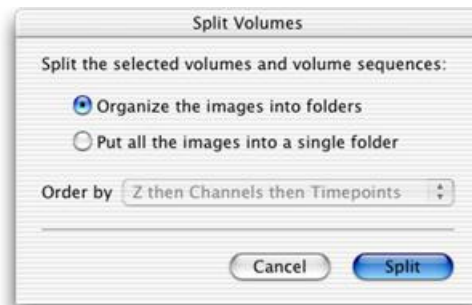 Split Volumes
Split the selected volumes and volume sequences:
Organize the images into folders
Put all the images into a single folder
Order by Z then Channels then Timepoints
Cancel Split